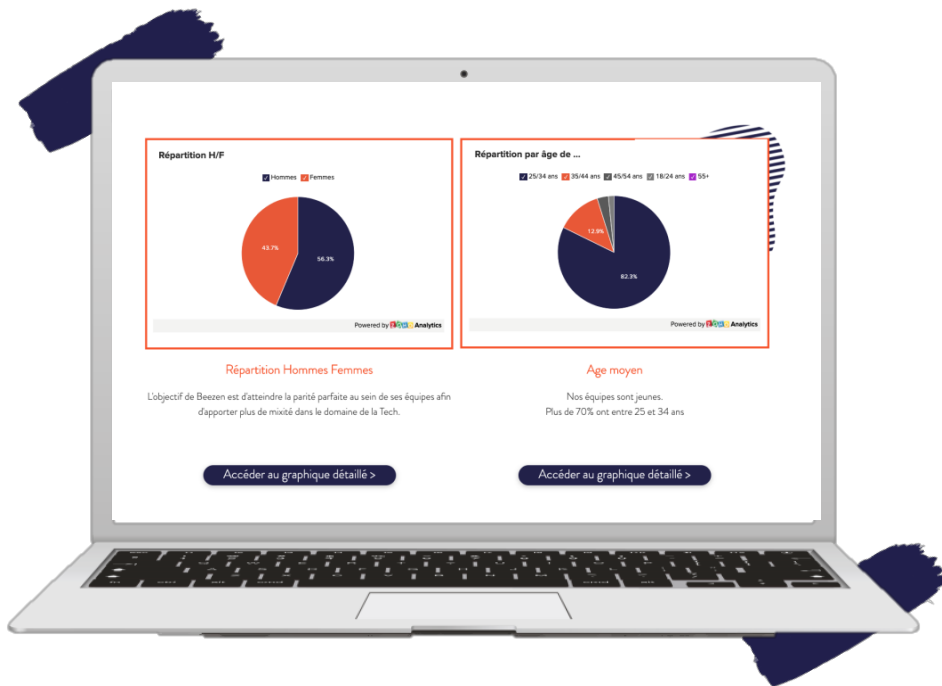 Répartition H/F
Hommes Femmes
43.7%
56.3%
Powered by ZOHO Analytics
Répartition par âge de ...
25/34 ans 35/44 ans 45/54 ans 18/24 ans 55+
12.9%
82.3%
Powered by ZOHO Analytics
Répartition Hommes Femmes
L'objectif de Beezen est d'atteindre la parité parfaite au sein de ses équipes afin
d'apporter plus de mixité dans le domaine de la Tech.
Accéder au graphique détaillé >
Age moyen
Nos équipes sont jeunes.
Plus de 70% ont entre 25 et 34 ans
Accéder au graphique détaillé >